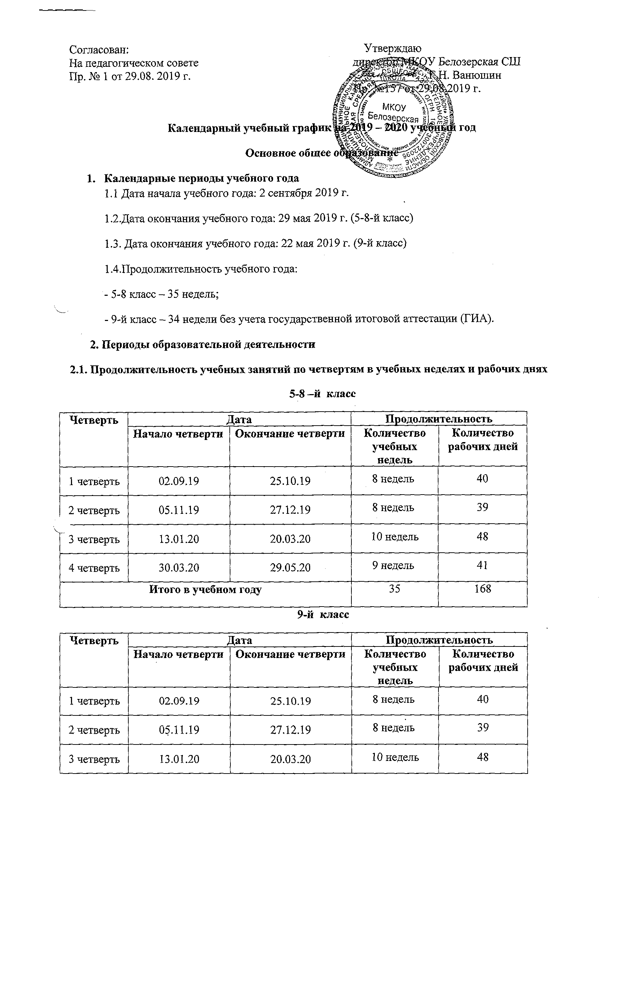 Согласован:
На педагогическом совете
Пр. № 1 от 29.08. 2019 г.
Утверждаю
директор МКОУ Белозерская СШ
Г.Н. Ванюшин
Пр. №157 от 29.08.2019 г.
МКОУ
Белозерская
Календарный учебный график на 2019 – 2020 учебный год
Основное общее образование
1. Календарные периоды учебного года
1.1 Дата начала учебного года: 2 сентября 2019 г.
1.2.Дата окончания учебного года: 29 мая 2019 г. (5-8-й класс)
1.3. Дата окончания учебного года: 22 мая 2019 г. (9-й класс)
1.4.Продолжительность учебного года:
- 5-8 класс – 35 недель;
- 9-й класс – 34 недели без учета государственной итоговой аттестации (ГИА).
2. Периоды образовательной деятельности
2.1. Продолжительность учебных занятий по четвертям в учебных неделях и рабочих днях
5-8 –й класс
Четверть Дата Продолжительность
Начало четверти Окончание четверти Количество Количество
учебных рабочих дней
недель
1 четверть 02.09.19 25.10.19 8 недель 40
2 четверть 05.11.19 27.12.19 8 недель 39
3 четверть 13.01.20 20.03.20 10 недель 48
4 четверть 30.03.20 29.05.20 9 недель 41
Итого в учебном году 35 168
9-й класс
Четверть Дата Продолжительность
Начало четверти Окончание четверти Количество Количество
учебных рабочих дней
недель
1 четверть 02.09.19 25.10.19 8 недель 40
2 четверть 05.11.19 27.12.19 8 недель 39
3 четверть 13.01.20 20.03.20 10 недель 48